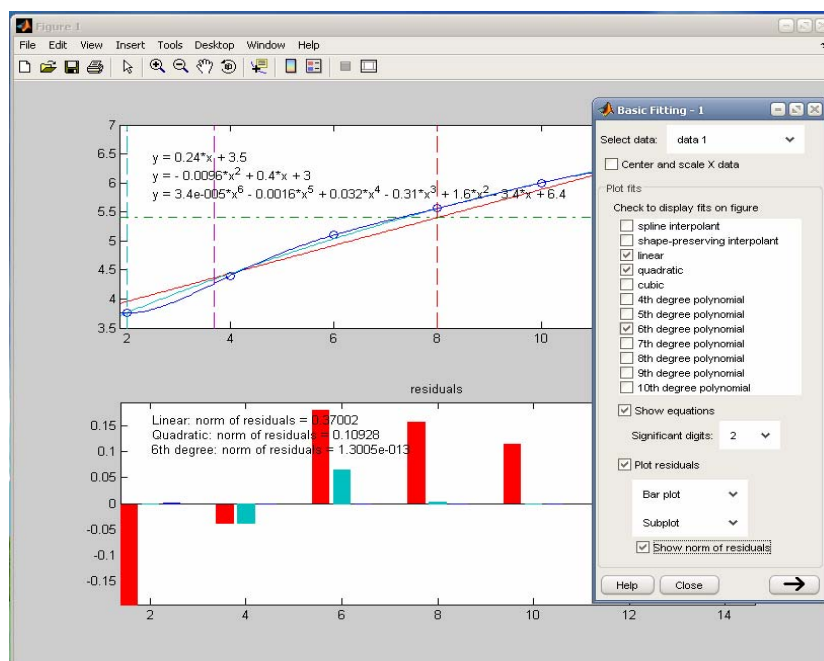 Figure 1
File Edit View Insert Tools Desktop Window Help
7
6.5
6
5.5
5
4.5
4
3.5
y = 0.24*x + 3.5
y = - 0.0096*x² + 0.4*x + 3
y = 3.4e-005*x⁶ - 0.0016*x⁵ + 0.032*x⁴ - 0.31*x³ + 1.6*x² - 3.4*x + 6.4
2 4 6 8 10
residuals
0.15
0.1
0.05
0
-0.05
-0.1
-0.15
Linear: norm of residuals = 0.37002
Quadratic: norm of residuals = 0.10928
6th degree: norm of residuals = 1.3005e-013
2 4 6 8 10 12 14
Basic Fitting - 1
Select data: data 1
Center and scale X data
Plot fits
Check to display fits on figure
spline interpolant
shape-preserving interpolant
linear
quadratic
cubic
4th degree polynomial
5th degree polynomial
6th degree polynomial
7th degree polynomial
8th degree polynomial
9th degree polynomial
10th degree polynomial
Show equations
Significant digits: 2
Plot residuals
Bar plot
Subplot
Show norm of residuals
Help Close